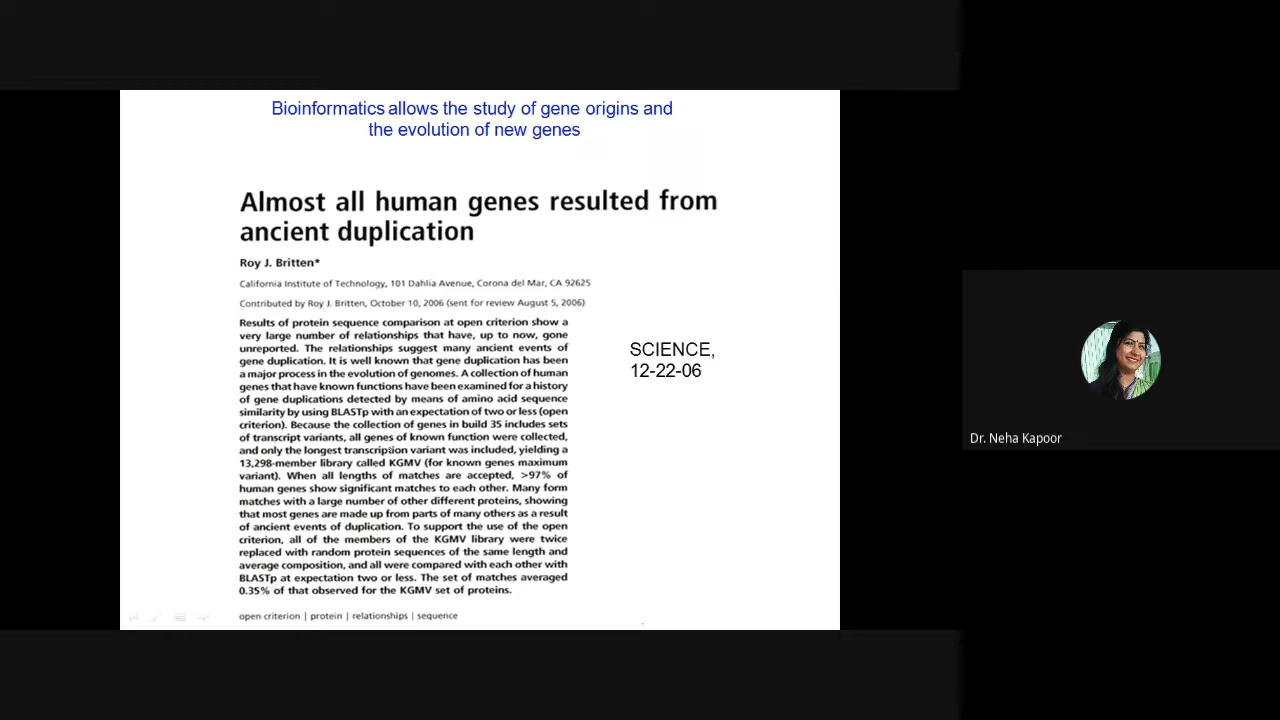 Bioinformatics allows the study of gene origins and
the evolution of new genes
Almost all human genes resulted from
ancient duplication
Roy J. Britten*
California Institute of Technology, 101 Dahlia Avenue, Corona del Mar, CA 92625
Contributed by Roy J. Britten, October 10, 2006 (sent for review August 5, 2006)
Results of protein sequence comparison at open criterion show a
very large number of relationships that have, up to now, gone
unreported. The relationships suggest many ancient events of
gene duplication. It is well known that gene duplication has been
a major process in the evolution of genomes. A collection of human
genes that have known functions have been examined for a history
of gene duplications detected by means of amino acid sequence
similarity by using BLASTp with an expectation of two or less (open
criterion). Because the collection of genes in build 35 includes sets
of transcript variants, all genes of known function were collected,
and only the longest transcription variant was included, yielding a
13,298-member library called KGMV (for known genes maximum
variant). When all lengths of matches are accepted, >97% of
human genes show significant matches to each other. Many form
matches with a large number of other different proteins, showing
that most genes are made up from parts of many others as a result
of ancient events of duplication. To support the use of the open
criterion, all of the members of the KGMV library were twice
replaced with random protein sequences of the same length and
average composition, and all were compared with each other with
BLASTp at expectation two or less. The set of matches averaged
0.35% of that observed for the KGMV set of proteins.
open criterion | protein | relationships | sequence
SCIENCE,
12-22-06
Dr. Neha Kapoor